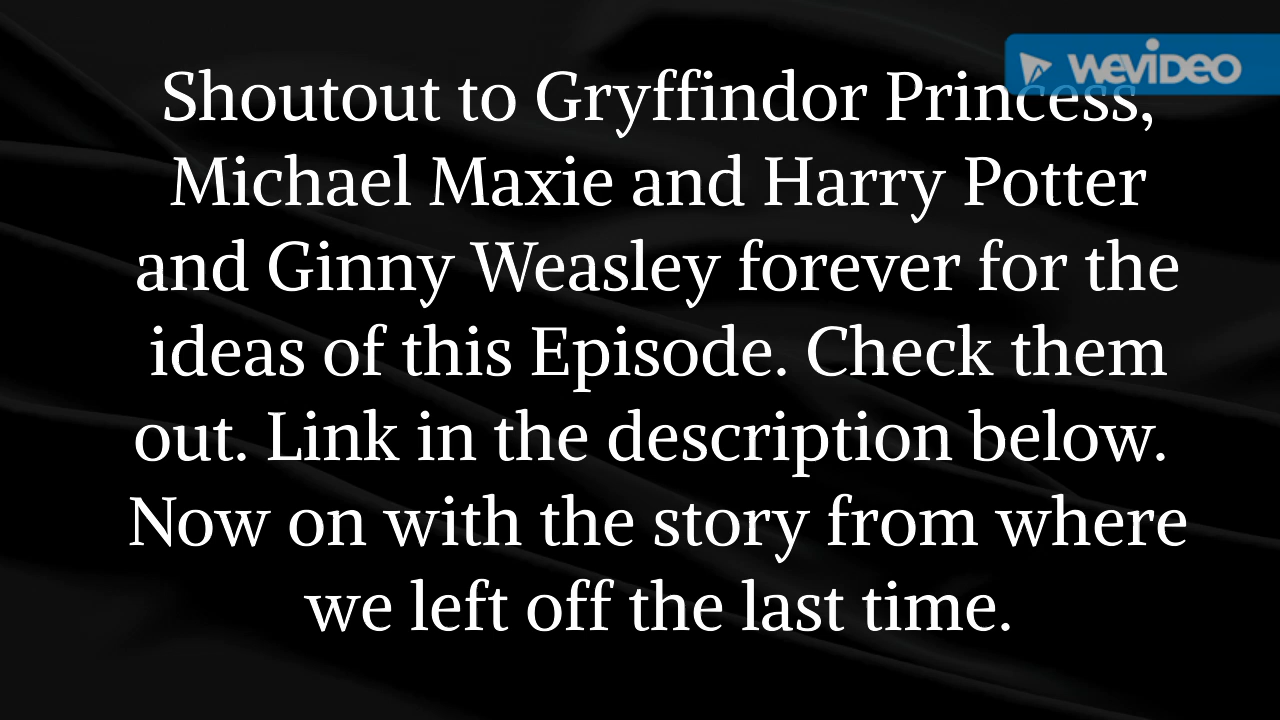 WEVIDEO
Shoutout to Gryffindor Princess,
Michael Maxie and Harry Potter
and Ginny Weasley forever for the
ideas of this Episode. Check them
out. Link in the description below.
Now on with the story from where
we left off the last time.